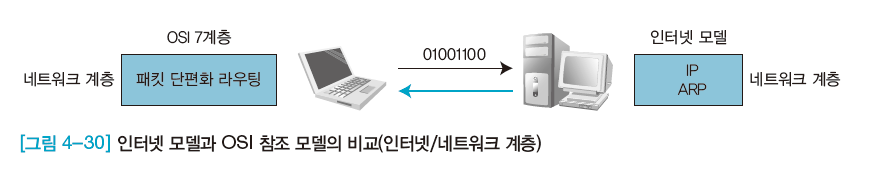 OSI 7계층
01001100
인터넷 모델
네트워크 계층
패킷 단편화 라우팅
IP
ARP
네트워크 계층
[그림 4-30] 인터넷 모델과 OSI 참조 모델의 비교(인터넷/네트워크 계층)